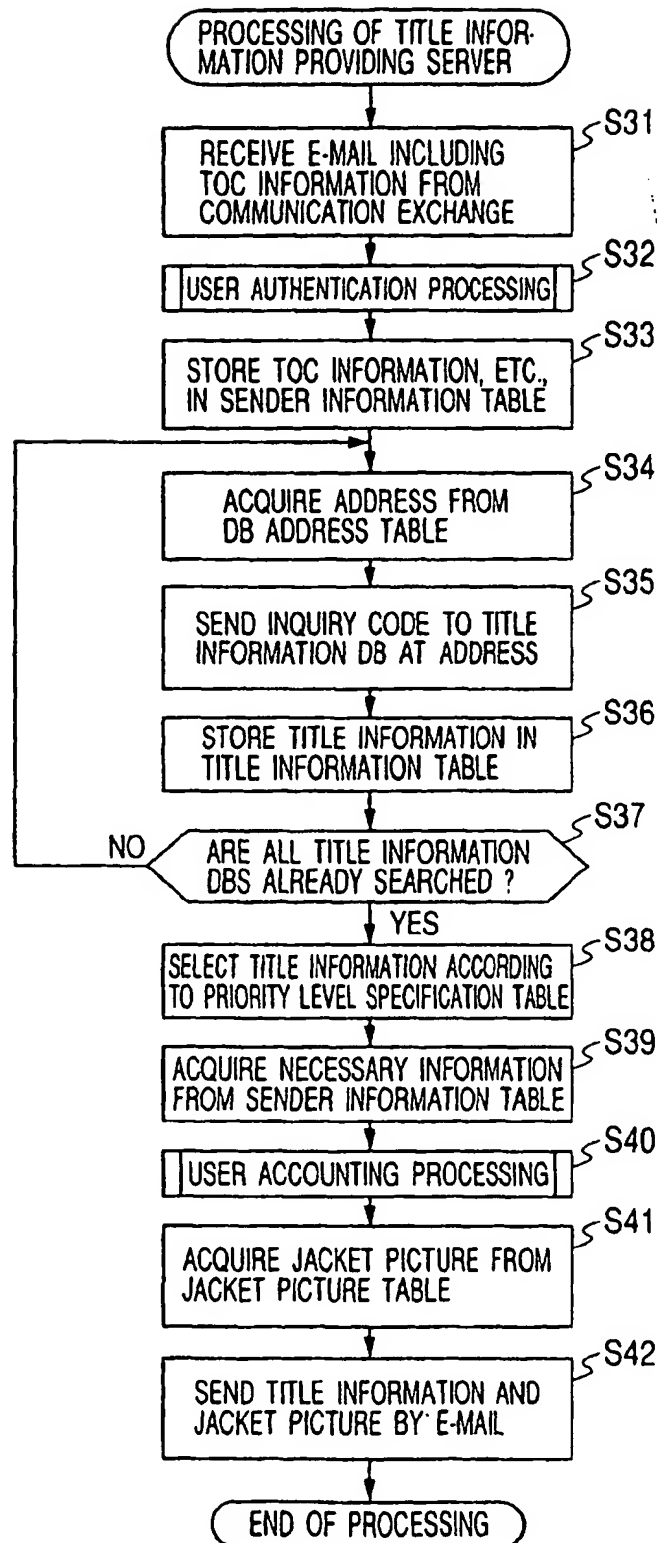 PROCESSING OF TITLE INFOR-
MATION PROVIDING SERVER
S31
RECEIVE E-MAIL INCLUDING
TOC INFORMATION FROM
COMMUNICATION EXCHANGE
S32
USER AUTHENTICATION PROCESSING
S33
STORE TOC INFORMATION, ETC.,
IN SENDER INFORMATION TABLE
S34
ACQUIRE ADDRESS FROM
DB ADDRESS TABLE
S35
SEND INQUIRY CODE TO TITLE
INFORMATION DB AT ADDRESS
S36
STORE TITLE INFORMATION IN
TITLE INFORMATION TABLE
S37
NO
ARE ALL TITLE INFORMATION
DBS ALREADY SEARCHED ?
YES
S38
SELECT TITLE INFORMATION ACCORDING
TO PRIORITY LEVEL SPECIFICATION TABLE
S39
ACQUIRE NECESSARY INFORMATION
FROM SENDER INFORMATION TABLE
S40
USER ACCOUNTING PROCESSING
S41
ACQUIRE JACKET PICTURE FROM
JACKET PICTURE TABLE
S42
SEND TITLE INFORMATION AND
JACKET PICTURE BY E-MAIL
END OF PROCESSING